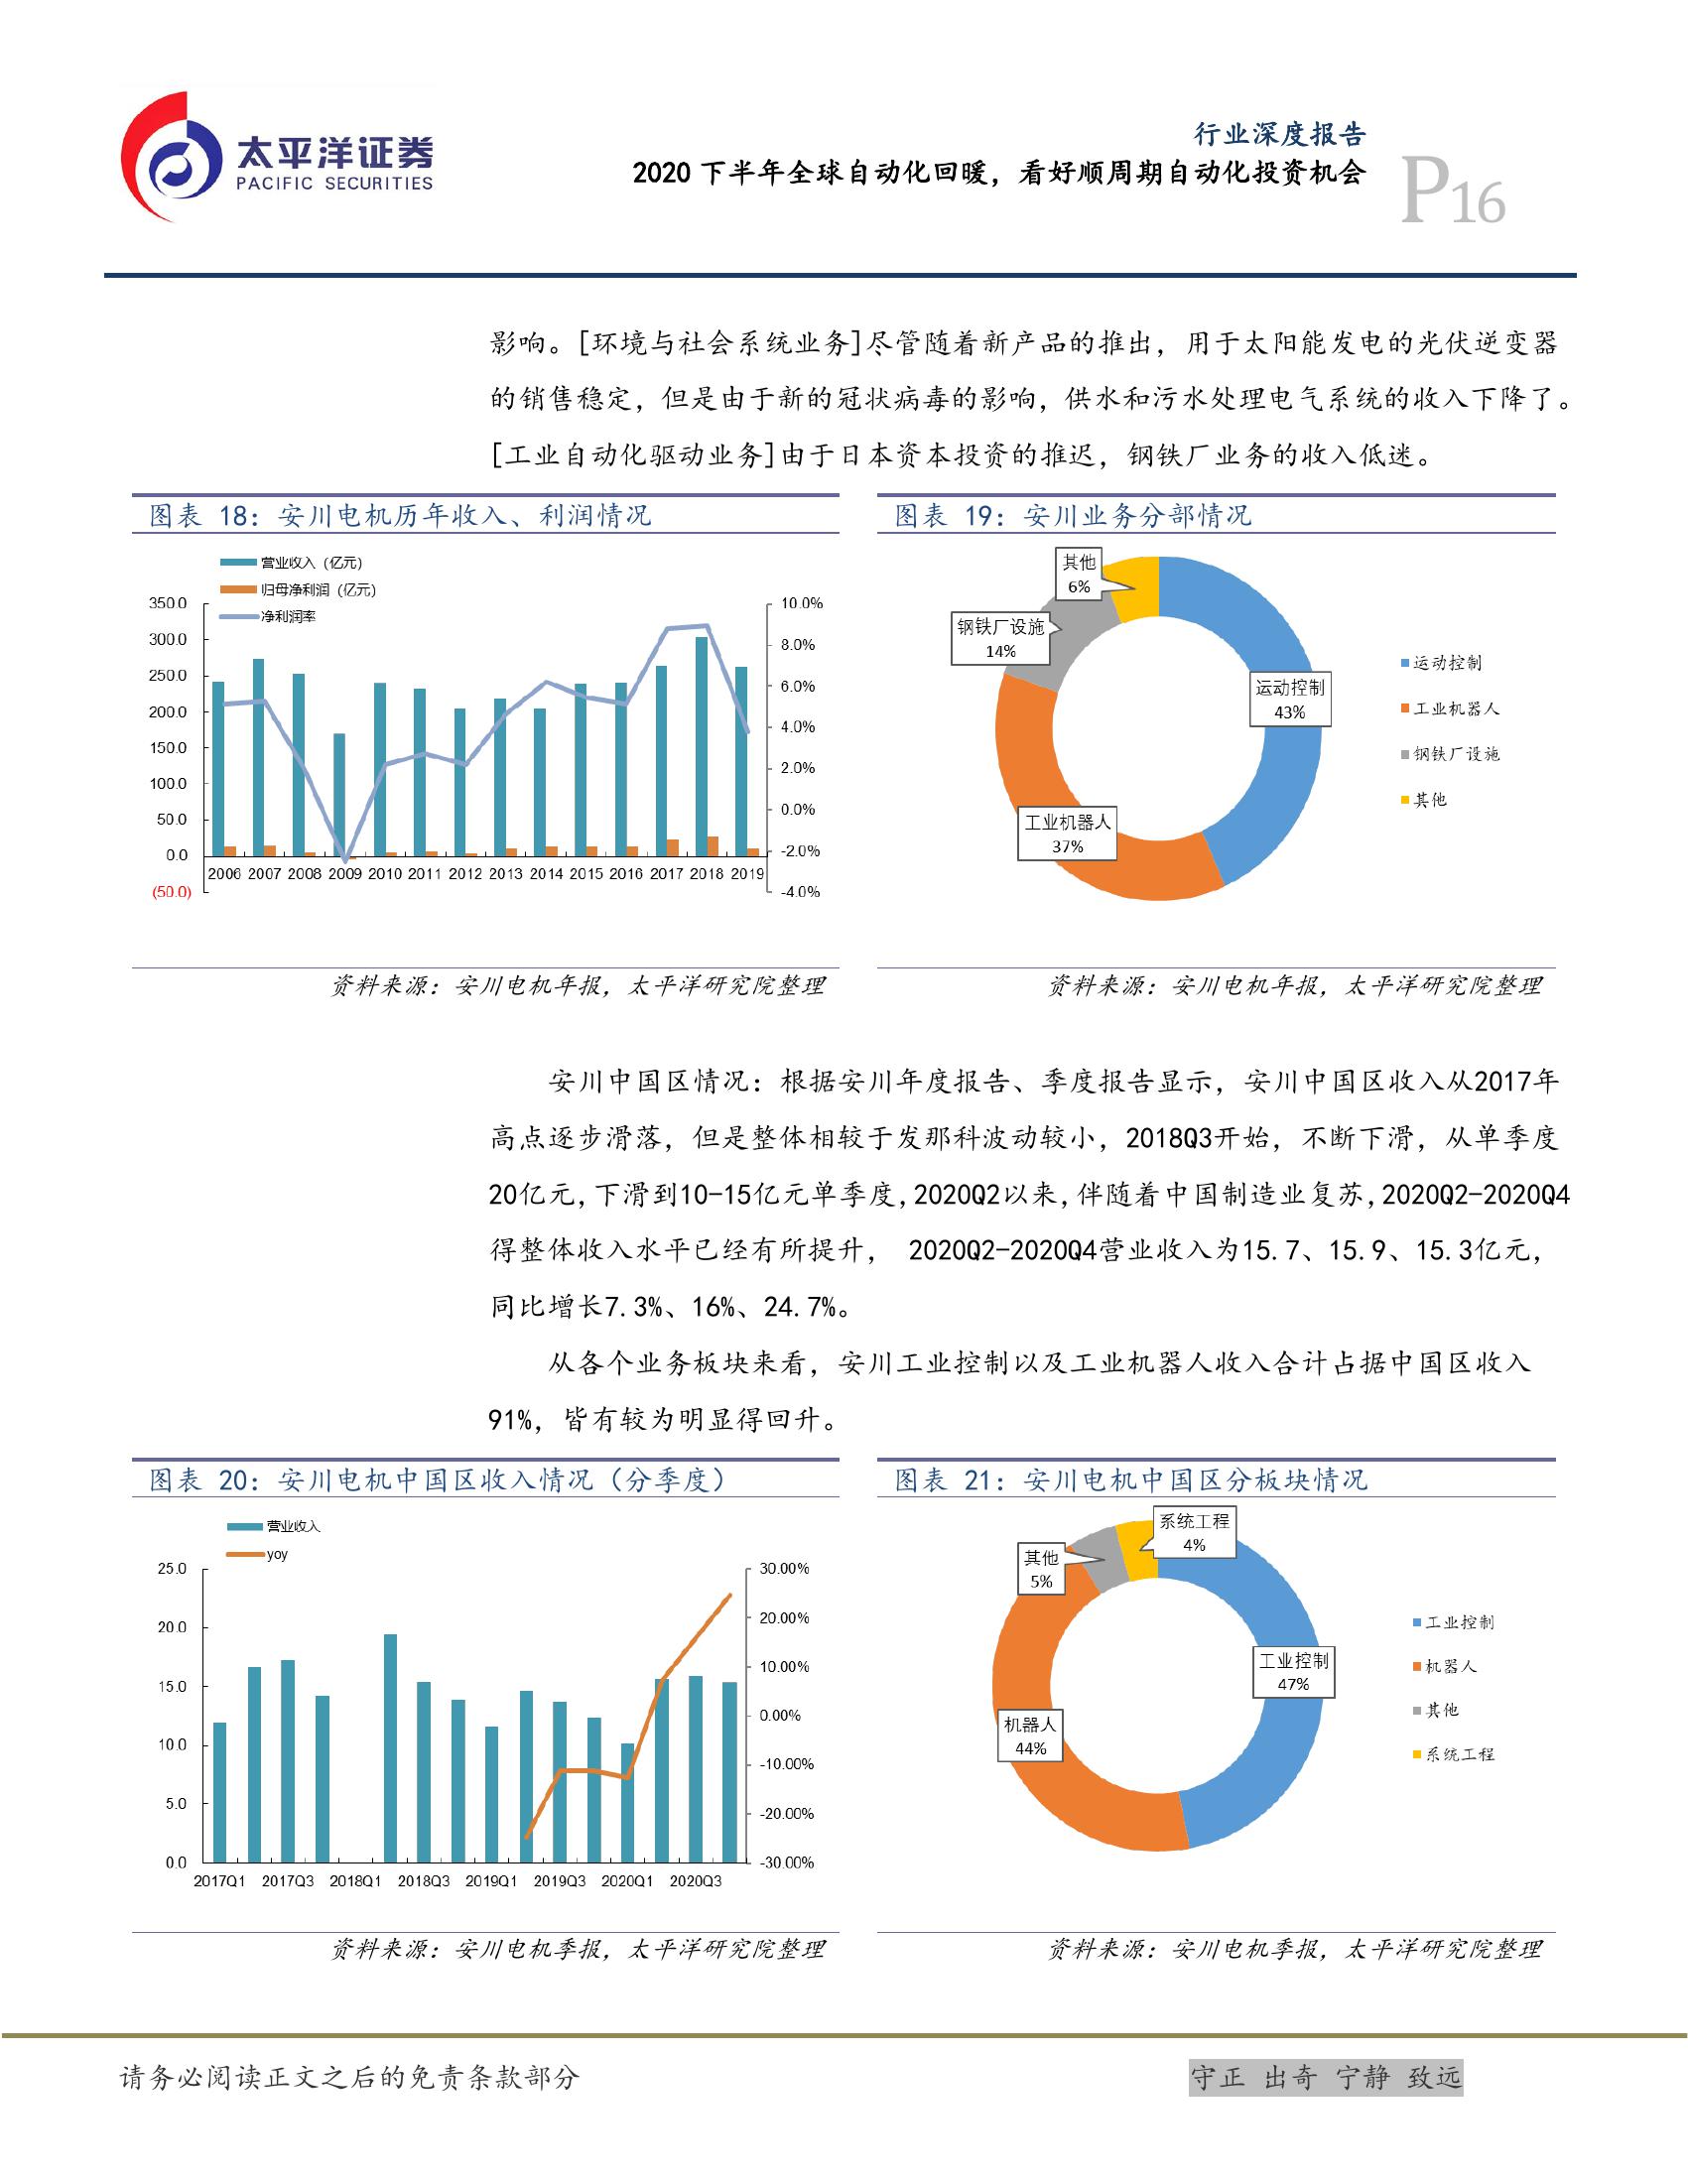 太平洋证券
PACIFIC SECURITIES
行业深度报告
2020 下半年全球自动化回暖，看好顺周期自动化投资机会
P16
影响。[环境与社会系统业务]尽管随着新产品的推出，用于太阳能发电的光伏逆变器
的销售稳定，但是由于新的冠状病毒的影响，供水和污水处理电气系统的收入下降了。
[工业自动化驱动业务]由于日本资本投资的推迟，钢铁厂业务的收入低迷。
图表 18：安川电机历年收入、利润情况
营业收入（亿元）
归母净利润（亿元）
净利润率
350.0
300.0
250.0
200.0
150.0
100.0
50.0
0.0
(50.0)
10.0%
8.0%
6.0%
4.0%
2.0%
0.0%
-2.0%
-4.0%
2006 2007 2008 2009 2010 2011 2012 2013 2014 2015 2016 2017 2018 2019
资料来源：安川电机年报，太平洋研究院整理
图表 19：安川业务分部情况
其他
6%
钢铁厂设施
14%
运动控制
43%
工业机器人
37%
运动控制
工业机器人
钢铁厂设施
其他
资料来源：安川电机年报，太平洋研究院整理
安川中国区情况：根据安川年度报告、季度报告显示，安川中国区收入从2017年
高点逐步滑落，但是整体相较于发那科波动较小，2018Q3开始，不断下滑，从单季度
20亿元,下滑到10-15亿元单季度,2020Q2以来,伴随着中国制造业复苏,2020Q2-2020Q4
得整体收入水平已经有所提升， 2020Q2-2020Q4营业收入为15.7、15.9、15.3亿元，
同比增长7.3%、16%、24.7%。
从各个业务板块来看，安川工业控制以及工业机器人收入合计占据中国区收入
91%，皆有较为明显得回升。
图表 20：安川电机中国区收入情况（分季度）
营业收入
yoy
25.0
20.0
15.0
10.0
5.0
0.0
30.00%
20.00%
10.00%
0.00%
-10.00%
-20.00%
-30.00%
2017Q1 2017Q3 2018Q1 2018Q3 2019Q1 2019Q3 2020Q1 2020Q3
资料来源：安川电机季报，太平洋研究院整理
图表 21：安川电机中国区分板块情况
系统工程
4%
其他
5%
工业控制
47%
机器人
44%
工业控制
机器人
其他
系统工程
资料来源：安川电机季报，太平洋研究院整理
请务必阅读正文之后的免责条款部分
守正 出奇 宁静 致远